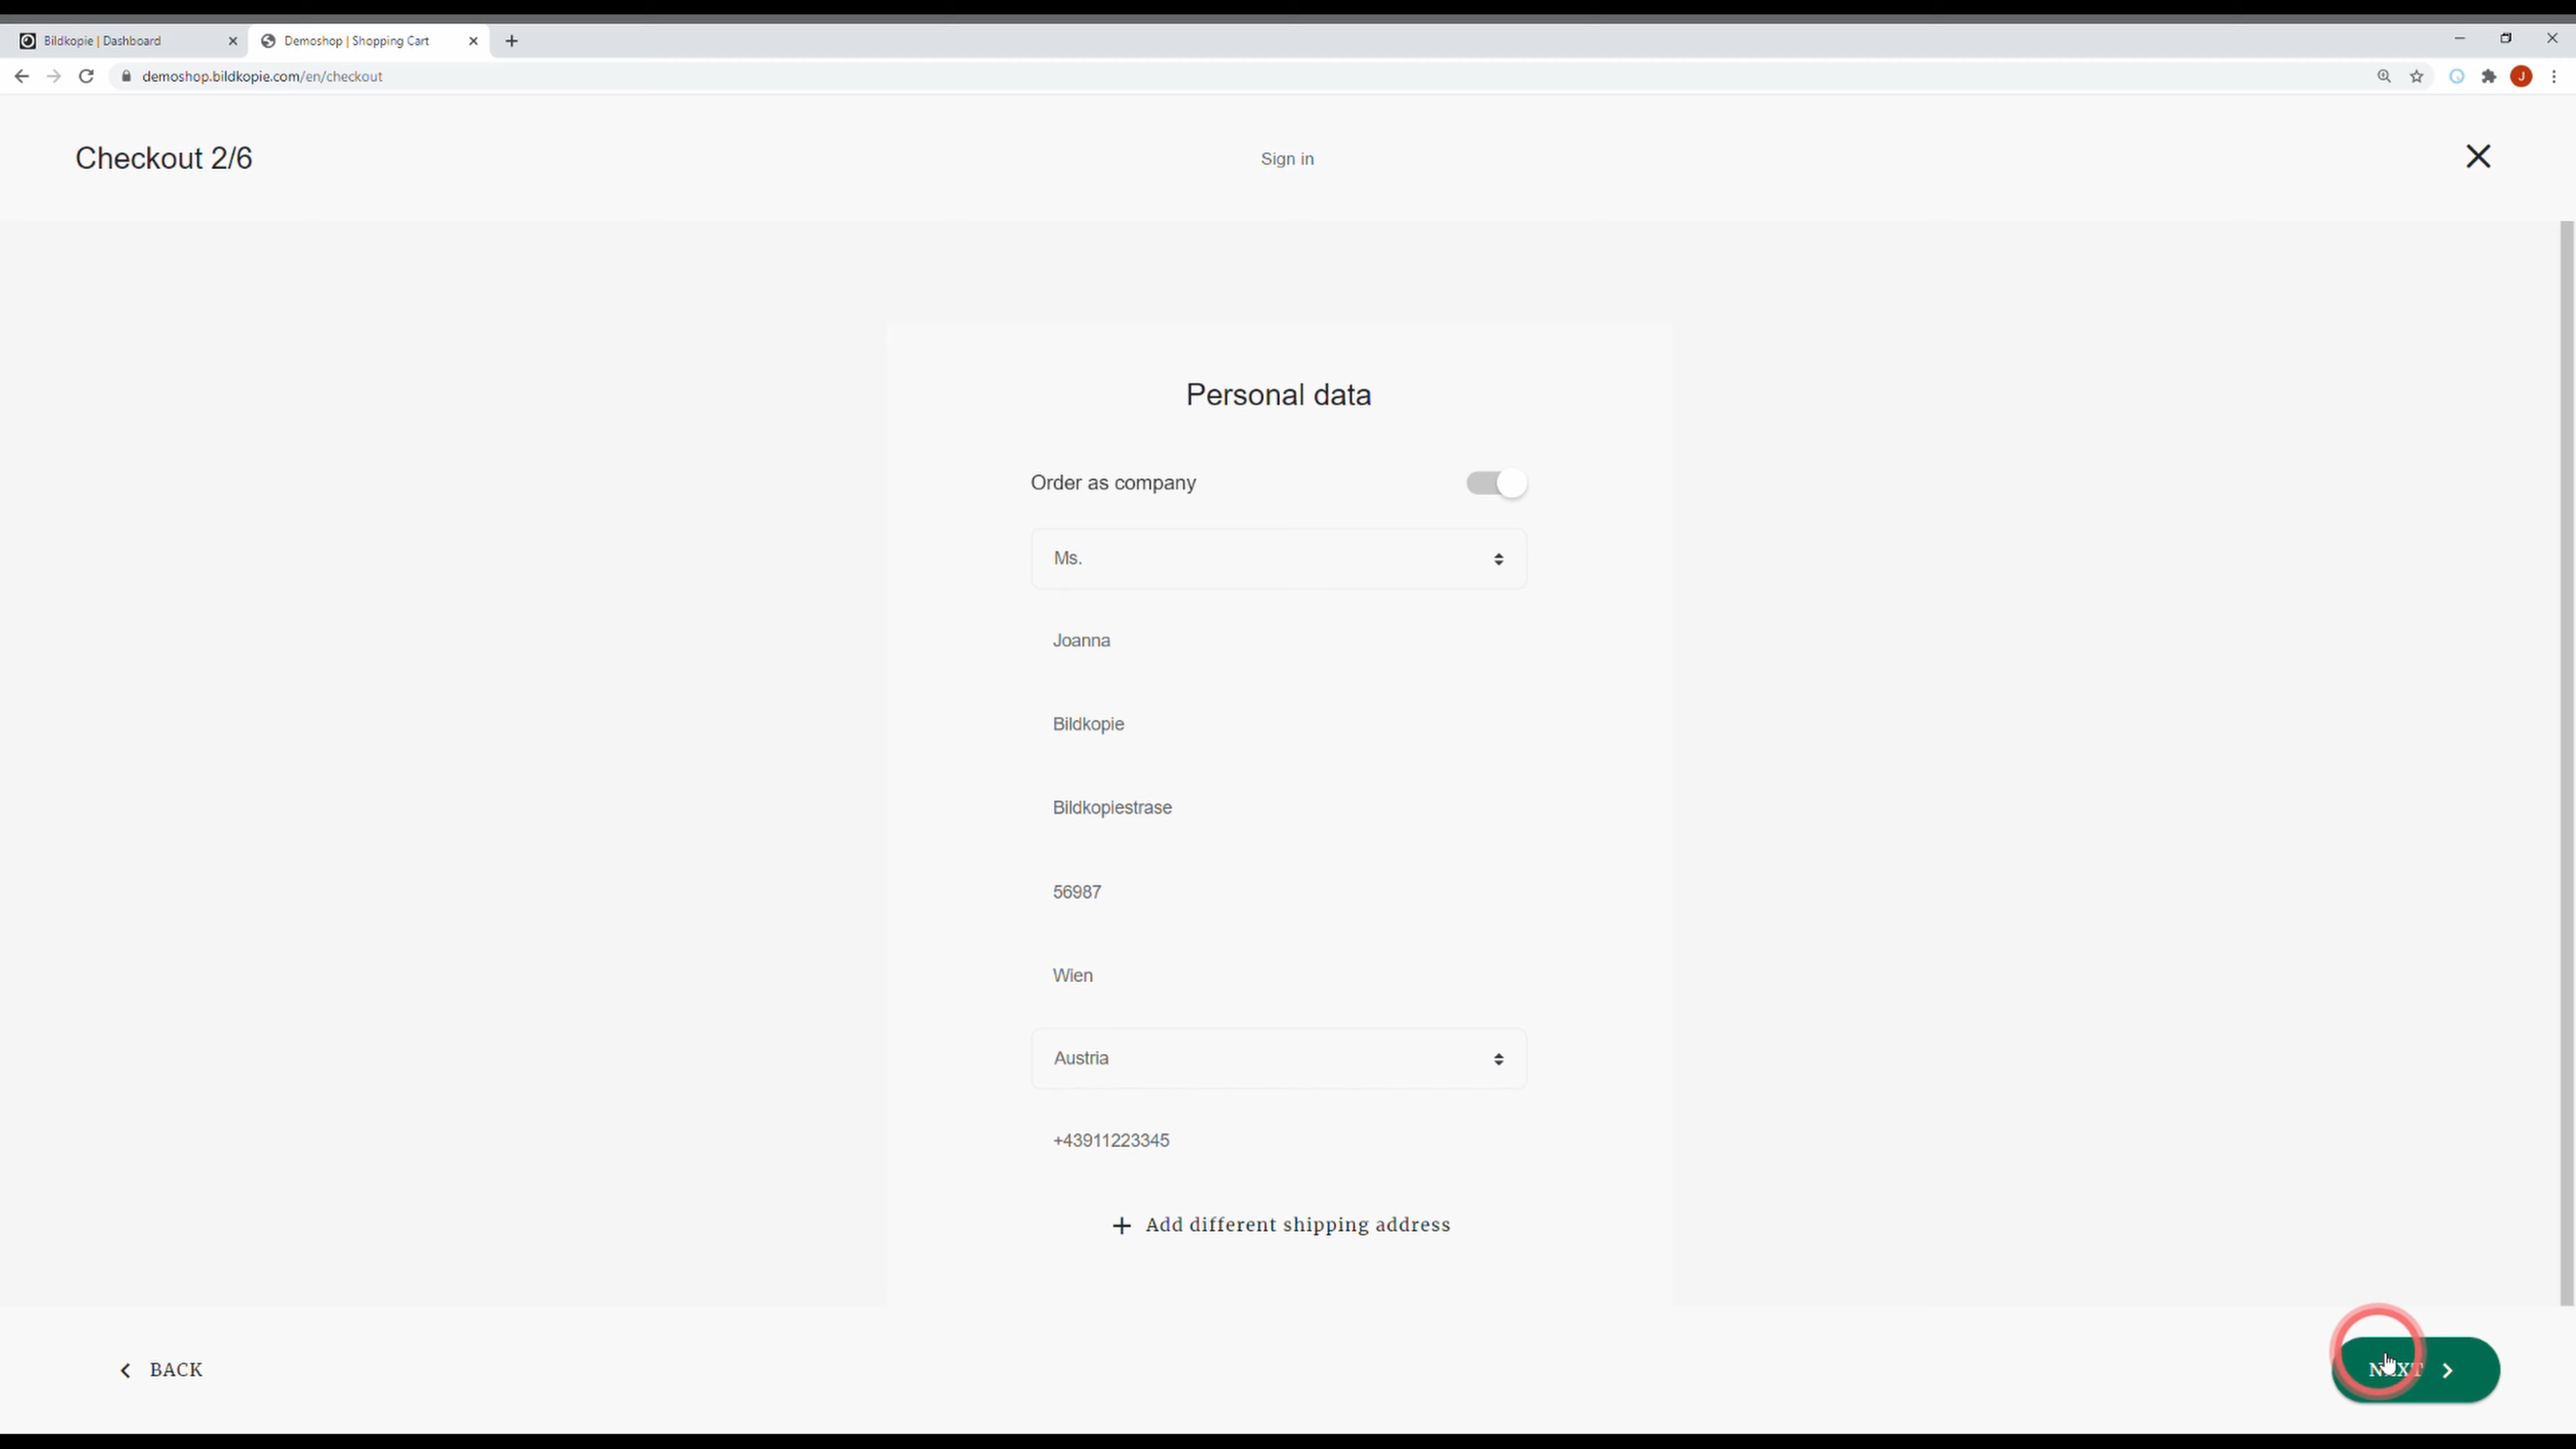 Bildkopie | Dashboard
Demoshop | Shopping Cart
demoshop.bildkopie.com/en/checkout
J
Checkout 2/6
Sign in
Personal data
Order as company
Ms.
Joanna
Bildkopie
Bildkopiestrase
56987
Wien
Austria
+43911223345
Add different shipping address
BACK
NEXT